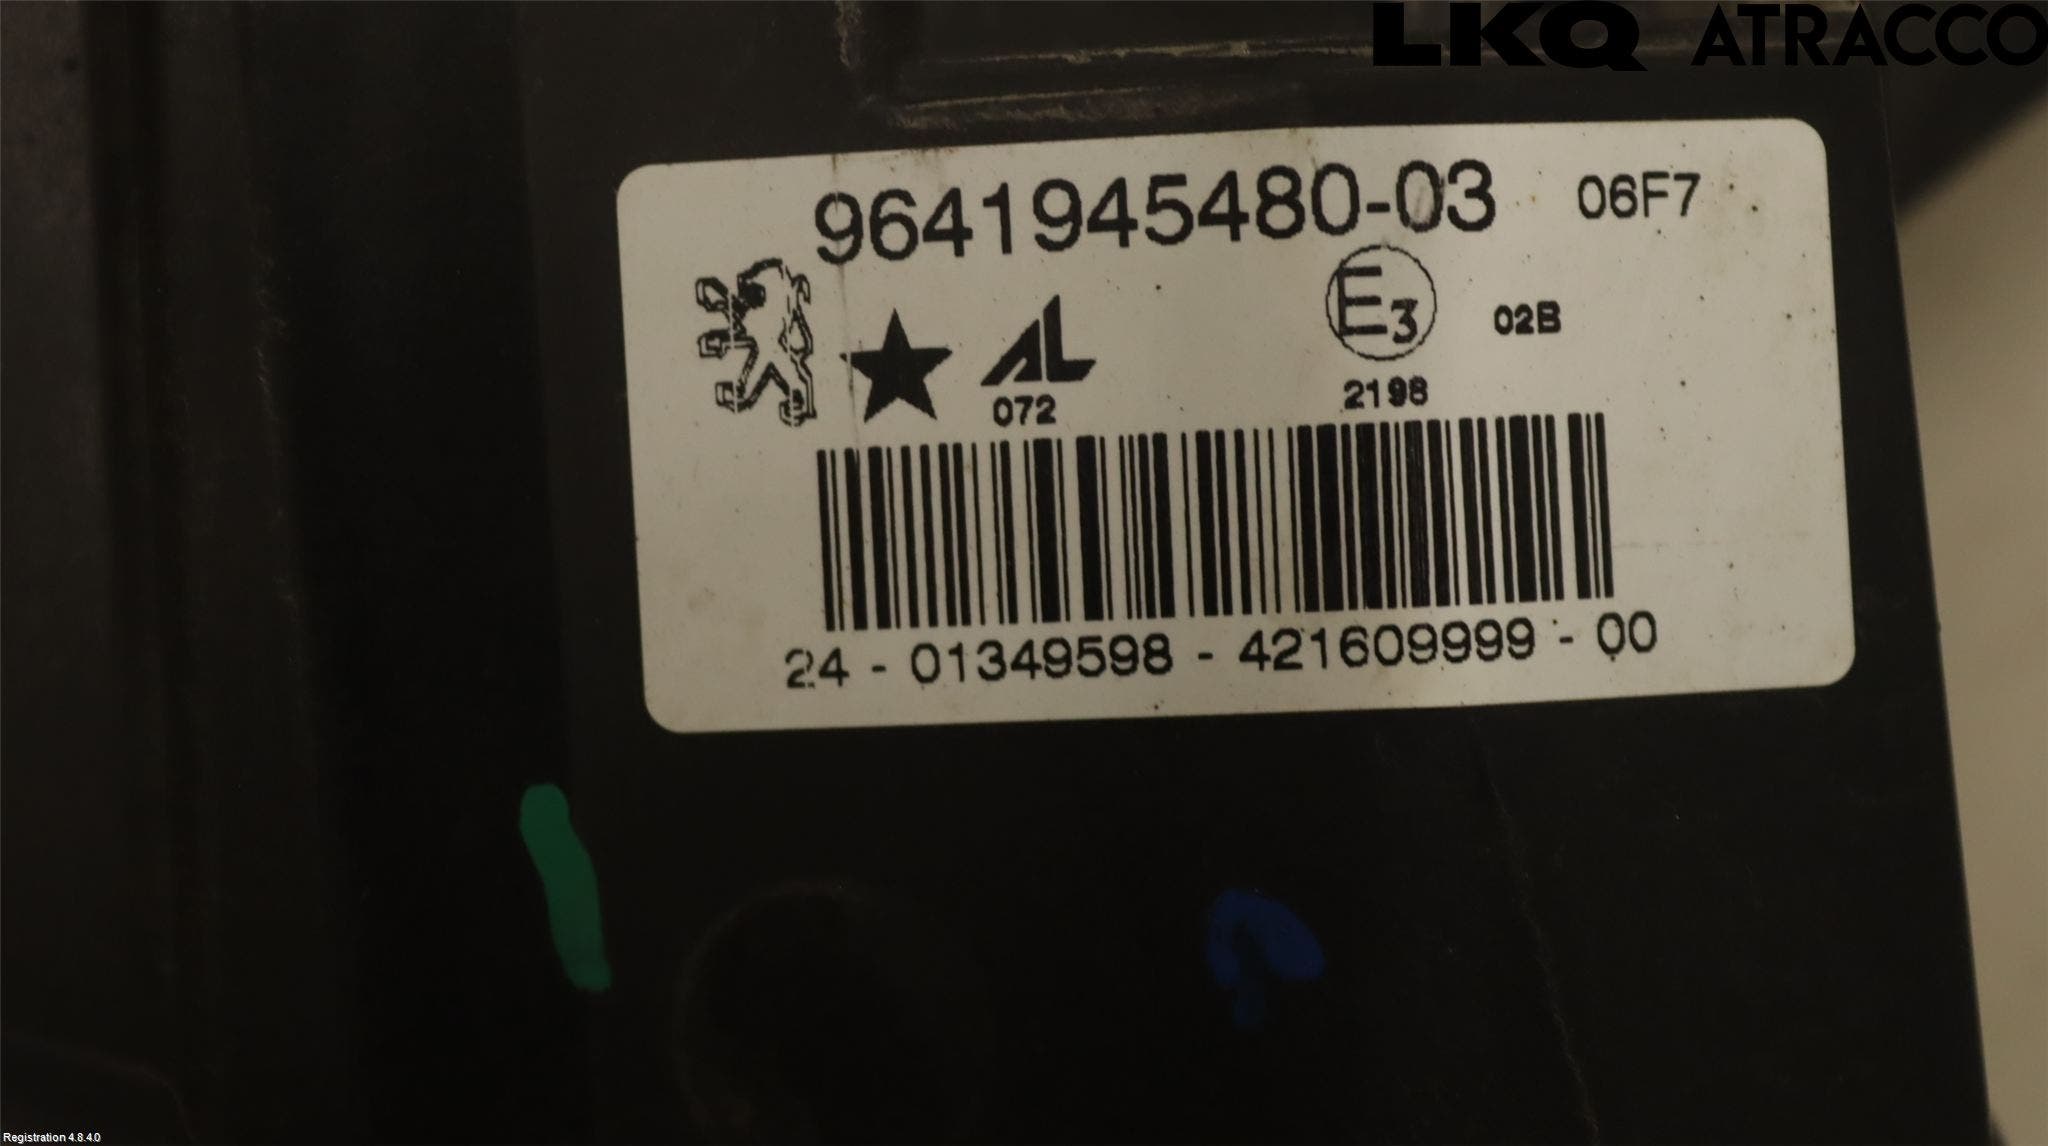 LKQ ATRACCO
9641945480-03 06F7
AL
E3 02B
072
2198
24 - 01349598 - 421609999 - 00
Registration 4.8.4.0